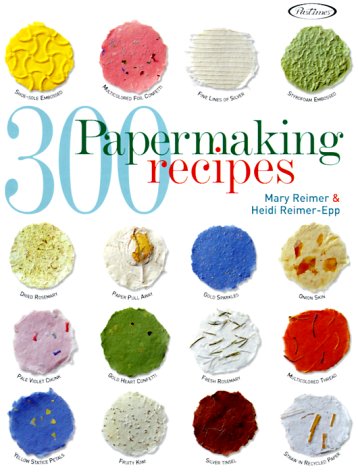 Pastimes
SHOE-SOLE EMBOSSED
MULTICOLORED FOIL CONFETTI
FINE LINES OF SILVER
STYROFOAM EMBOSSED
300 Papermaking
recipes
Mary Reimer &
Heidi Reimer-Epp
DRIED ROSEMARY
PAPER PULL AWAY
GOLD SPARKLES
ONION SKIN
PALE VIOLET CHUNK
GOLD HEART CONFETTI
FRESH ROSEMARY
MULTICOLORED THREAD
YELLOW STATICE PETALS
FRUITY KIWI
SILVER TINSEL
STRAW IN RECYCLED PAPER